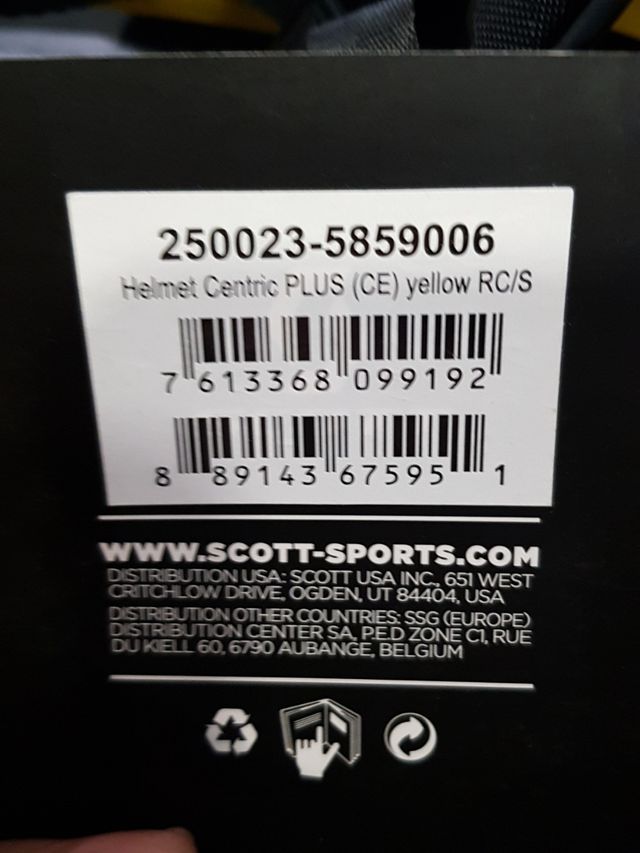 250023-5859006
Helmet Centric PLUS (CE) yellow RC/S
7 613368 099192
8 89143 67595 1
WWW.SCOTT-SPORTS.COM
DISTRIBUTION USA: SCOTT USA INC., 651 WEST
CRITCHLOW DRIVE, OGDEN, UT 84404, USA
DISTRIBUTION OTHER COUNTRIES: SSG (EUROPE)
DISTRIBUTION CENTER SA, P.E.D ZONE C1, RUE
DU KIELL 60, 6790 AUBANGE, BELGIUM